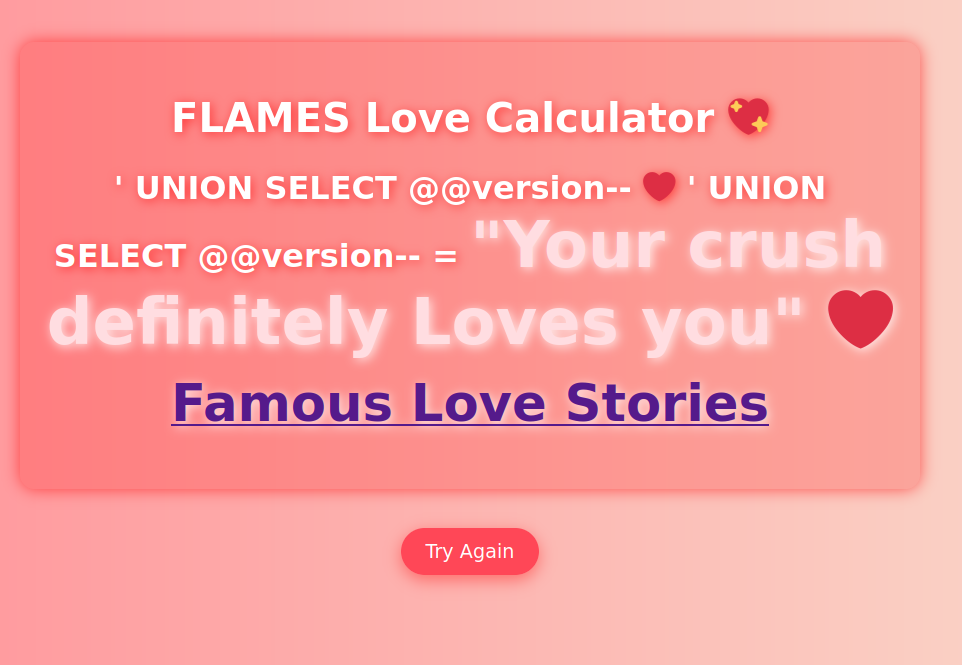 FLAMES Love Calculator 💖
' UNION SELECT @@version-- ❤️ ' UNION
SELECT @@version-- = "Your crush
definitely Loves you" ❤️
Famous Love Stories
Try Again